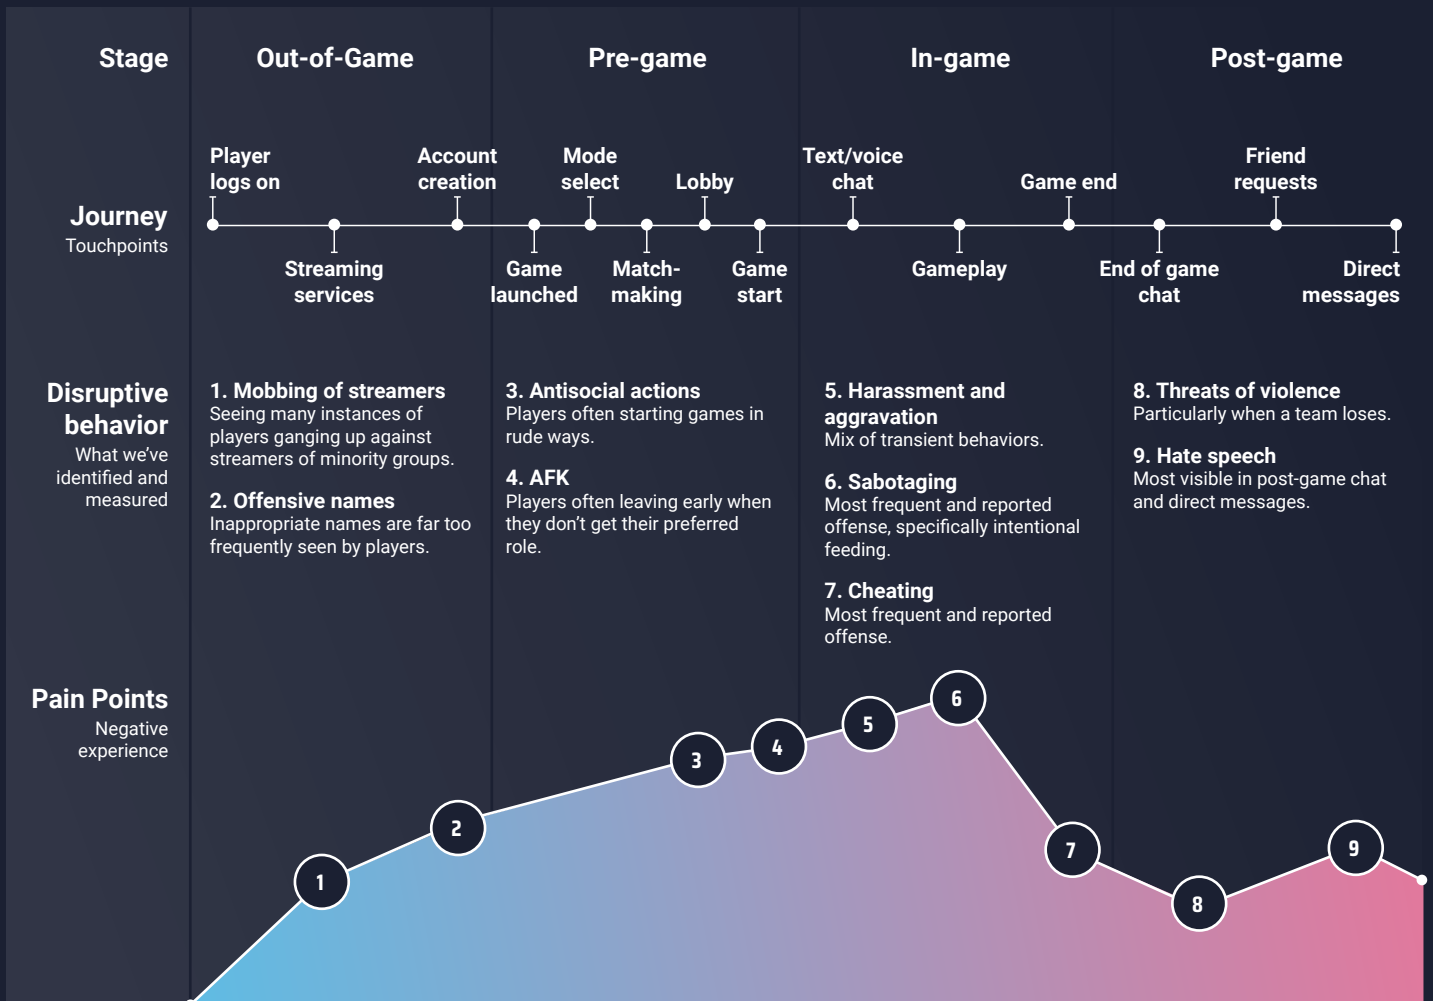 Stage
Out-of-Game
Pre-game
In-game
Post-game
Journey
Touchpoints
Player
logs on
Streaming
services
Account
creation
Game
launched
Mode
select
Match-
making
Lobby
Game
start
Text/voice
chat
Gameplay
Game end
End of game
chat
Friend
requests
Direct
messages
Disruptive
behavior
What we’ve
identified and
measured
1. Mobbing of streamers
Seeing many instances of
players ganging up against
streamers of minority groups.
2. Offensive names
Inappropriate names are far too
frequently seen by players.
3. Antisocial actions
Players often starting games in
rude ways.
4. AFK
Players often leaving early when
they don’t get their preferred
role.
5. Harassment and
aggravation
Mix of transient behaviors.
6. Sabotaging
Most frequent and reported
offense, specifically intentional
feeding.
7. Cheating
Most frequent and reported
offense.
8. Threats of violence
Particularly when a team loses.
9. Hate speech
Most visible in post-game chat
and direct messages.
Pain Points
Negative
experience
1
2
3
4
5
6
7
8
9